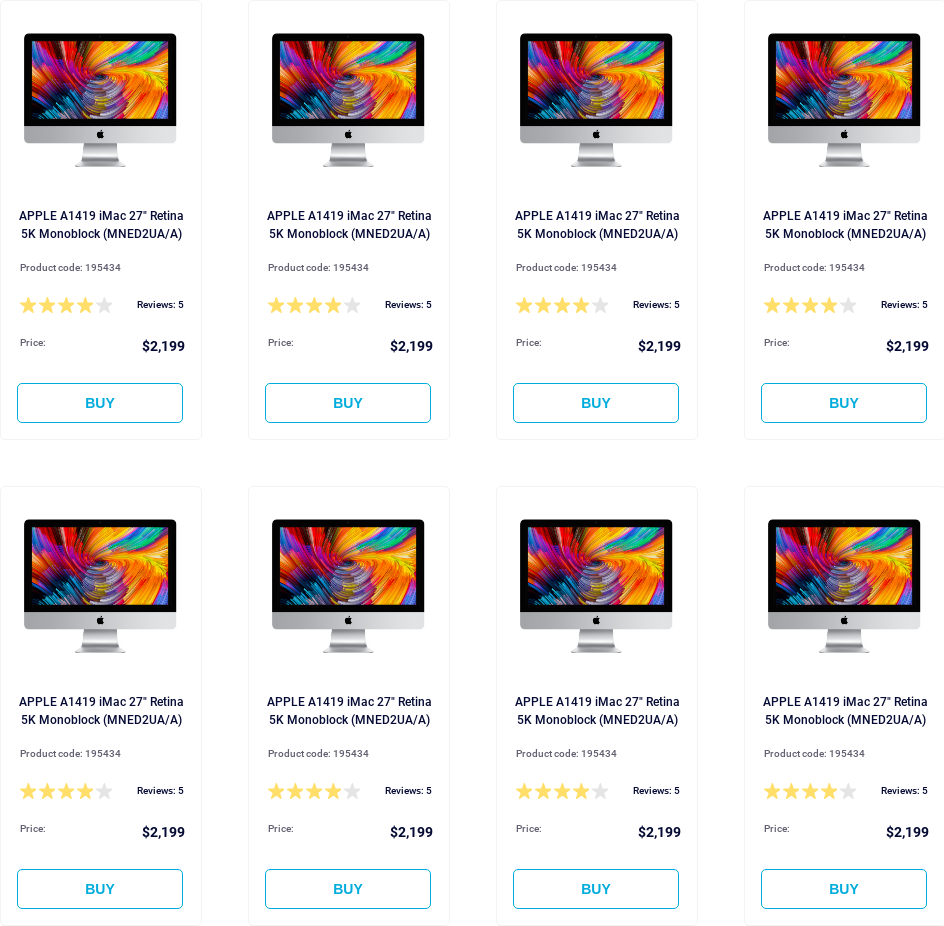 APPLE A1419 iMac 27" Retina
5K Monoblock (MNED2UA/A)
Product code: 195434
Reviews: 5
Price:
$2,199
BUY
APPLE A1419 iMac 27" Retina
5K Monoblock (MNED2UA/A)
Product code: 195434
Reviews: 5
Price:
$2,199
BUY
APPLE A1419 iMac 27" Retina
5K Monoblock (MNED2UA/A)
Product code: 195434
Reviews: 5
Price:
$2,199
BUY
APPLE A1419 iMac 27" Retina
5K Monoblock (MNED2UA/A)
Product code: 195434
Reviews: 5
Price:
$2,199
BUY
APPLE A1419 iMac 27" Retina
5K Monoblock (MNED2UA/A)
Product code: 195434
Reviews: 5
Price:
$2,199
BUY
APPLE A1419 iMac 27" Retina
5K Monoblock (MNED2UA/A)
Product code: 195434
Reviews: 5
Price:
$2,199
BUY
APPLE A1419 iMac 27" Retina
5K Monoblock (MNED2UA/A)
Product code: 195434
Reviews: 5
Price:
$2,199
BUY
APPLE A1419 iMac 27" Retina
5K Monoblock (MNED2UA/A)
Product code: 195434
Reviews: 5
Price:
$2,199
BUY